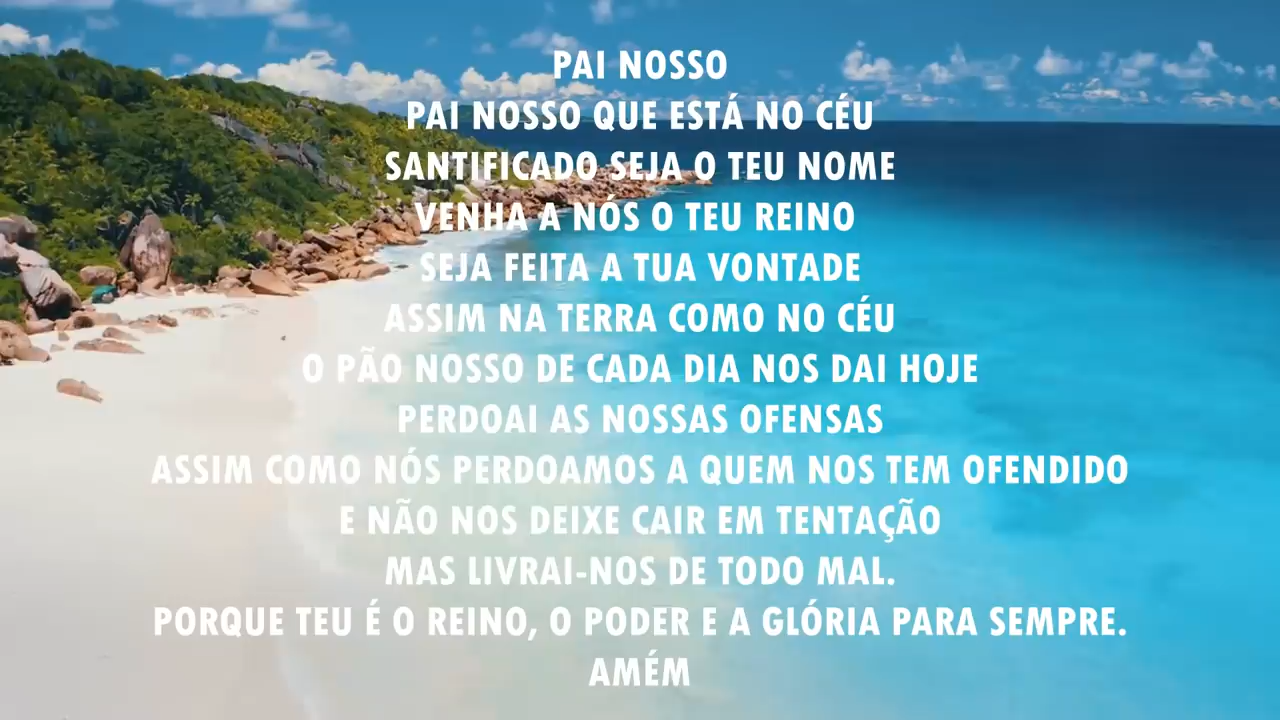 PAI NOSSO
PAI NOSSO QUE ESTÁ NO CÉU
SANTIFICADO SEJA O TEU NOME
VENHA A NÓS O TEU REINO
SEJA FEITA A TUA VONTADE
ASSIM NA TERRA COMO NO CÉU
O PÃO NOSSO DE CADA DIA NOS DAI HOJE
PERDOAI AS NOSSAS OFENSAS
ASSIM COMO NÓS PERDOAMOS A QUEM NOS TEM OFENDIDO
E NÃO NOS DEIXE CAIR EM TENTAÇÃO
MAS LIVRAI-NOS DE TODO MAL.
PORQUE TEU É O REINO, O PODER E A GLÓRIA PARA SEMPRE.
AMÉM